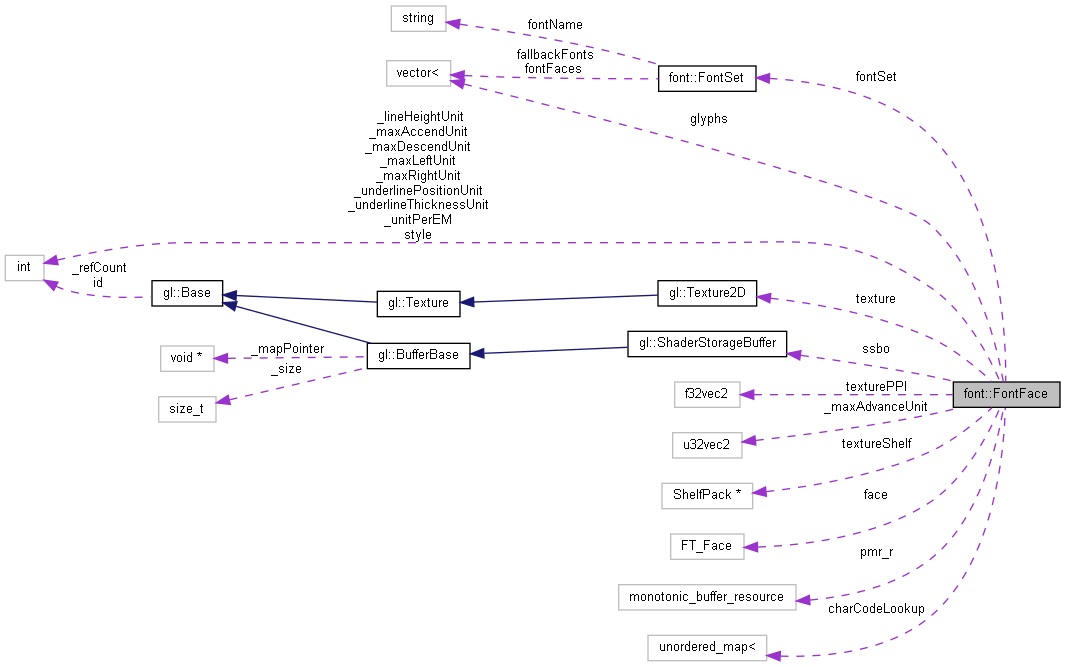 string
fontName
fallbackFonts
fontFaces
vector<
font::FontSet
fontSet
glyphs
_lineHeightUnit
_maxAccendUnit
_maxDescendUnit
_maxLeftUnit
_maxRightUnit
_underlinePositionUnit
_underlineThicknessUnit
_unitPerEM
style
int
_refCount
id
gl::Base
gl::Texture
gl::Texture2D
texture
void *
_mapPointer
gl::BufferBase
gl::ShaderStorageBuffer
ssbo
_size
size_t
f32vec2
texturePPI
font::FontFace
_maxAdvanceUnit
u32vec2
textureShelf
ShelfPack *
face
FT_Face
pmr_r
monotonic_buffer_resource
charCodeLookup
unordered_map<